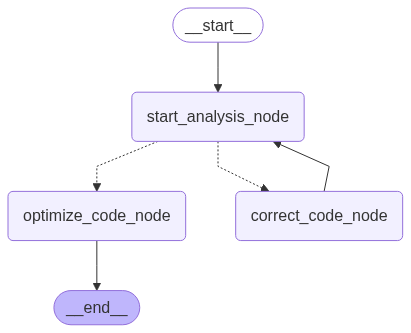 __start__
start_analysis_node
optimize_code_node
correct_code_node
__end__